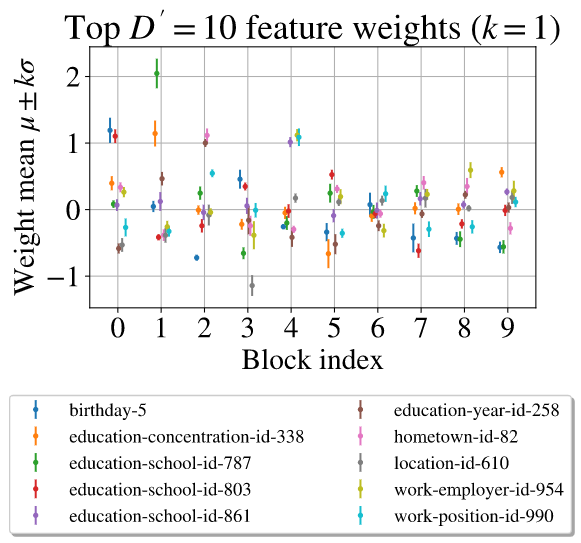 Top D′ = 10 feature weights (k = 1)
Weight mean μ ± kσ
2
1
0
−1
0 1 2 3 4 5 6 7 8 9
Block index
birthday-5
education-concentration-id-338
education-school-id-787
education-school-id-803
education-school-id-861
education-year-id-258
hometown-id-82
location-id-610
work-employer-id-954
work-position-id-990